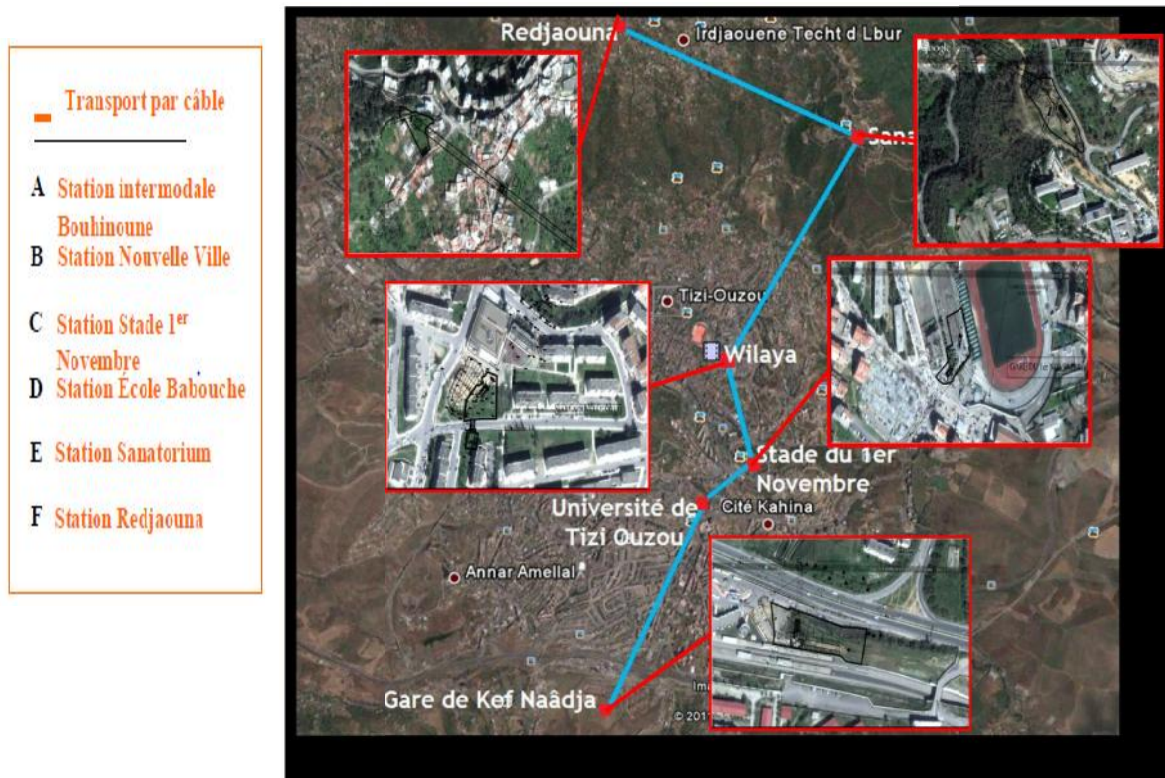 Transport par câble
A Station intermodale
Bouhinoune
B Station Nouvelle Ville
C Station Stade 1er
Novembre
D Station École Babouche
E Station Sanatorium
F Station Redjaouna
Redjaouna
Irdjaouene Techt d Lbur
Sana
Tizi-Ouzou
Wilaya
Stade du 1er
Novembre
Université de
Tizi Ouzou
Cité Kahina
Annar Amellal
Gare de Kef Naâdja
Ima
© 2011